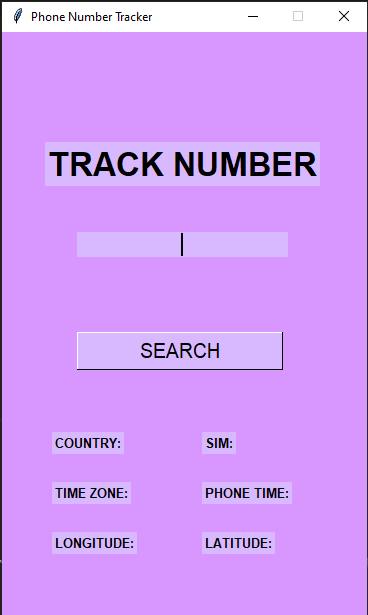 Phone Number Tracker
TRACK NUMBER
SEARCH
COUNTRY: SIM:
TIME ZONE: PHONE TIME:
LONGITUDE: LATITUDE: